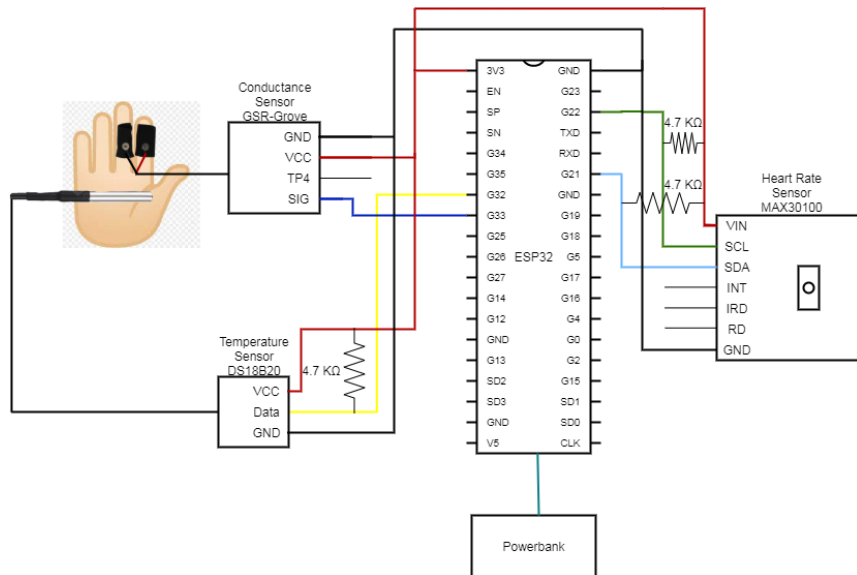 Conductance
Sensor
GSR-Grove
GND
VCC
TP4
SIG
Temperature
Sensor
DS18B20
VCC
Data
GND
4.7 KΩ
3V3
EN
SP
SN
G34
G35
G32
G33
G25
G26
G27
G14
G12
GND
G13
SD2
SD3
GND
V5
ESP32
GND
G23
G22
TXD
RXD
G21
GND
G19
G18
G5
G17
G16
G4
G0
G2
G15
SD1
SD0
CLK
4.7 KΩ
4.7 KΩ
Heart Rate
Sensor
MAX30100
VIN
SCL
SDA
INT
IRD
RD
GND
Powerbank